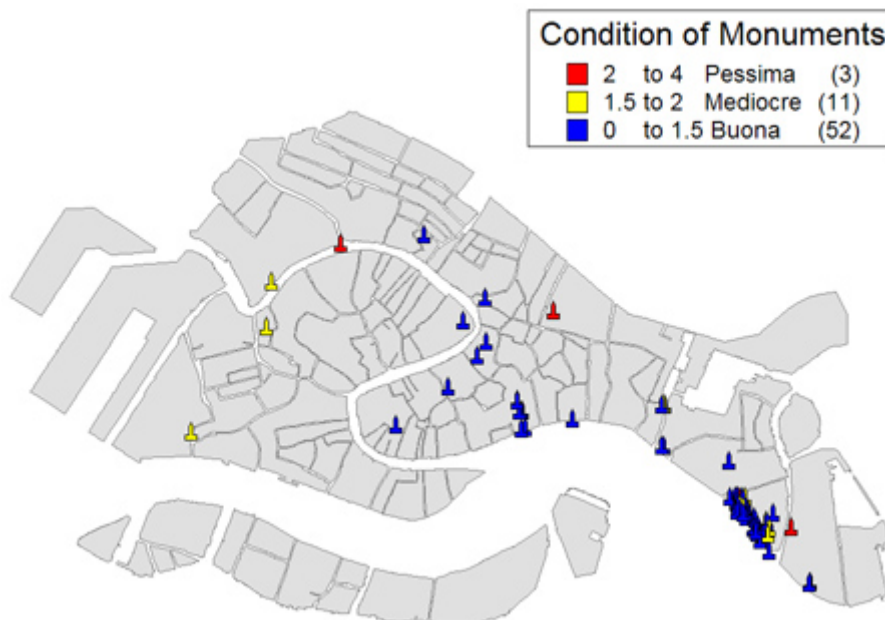 Condition of Monuments
2 to 4 Pessima (3)
1.5 to 2 Mediocre (11)
0 to 1.5 Buona (52)